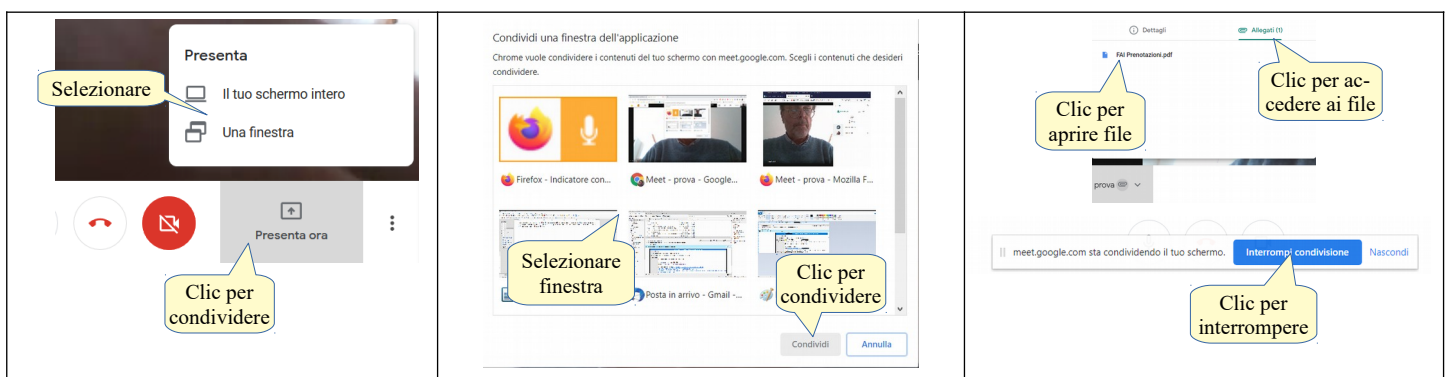 Presenta
Selezionare
Il tuo schermo intero
Una finestra
Presenta ora
Clic per
condividere
Condividi una finestra dell'applicazione
Chrome vuole condividere i contenuti del tuo schermo con meet.google.com. Scegli i contenuti che desideri
condividere.
Firefox - Indicatore con...
Meet - prova - Google...
Meet - prova - Mozilla F...
Selezionare
finestra
Clic per
condividere
Posta in arrivo - Gmail -...
Condividi
Annulla
Dettagli
Allegati (1)
FAI Prenotazioni.pdf
Clic per ac-
cedere ai file
Clic per
aprire file
prova
meet.google.com sta condividendo il tuo schermo.
Interrompi condivisione
Nascondi
Clic per
interrompere